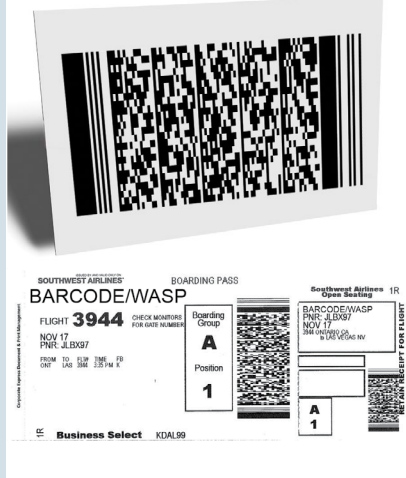 SOUTHWEST AIRLINES®
BOARDING PASS
BARCODE/WASP
FLIGHT 3944
CHECK MONITORS
FOR GATE NUMBER
NOV 17
PNR: JLBX97
FROM TO FLT# TIME FB
ONT LAS 3944 2:35 PM K
Boarding
Group
A
Position
1
1R
Business Select KDAL99
Southwest Airlines 1R
Open Seating
BARCODE/WASP
PNR: JLBX97
NOV 17
3944 ONTARIO CA
to LAS VEGAS NV
A
1
RETAIN RECEIPT FOR FLIGHT